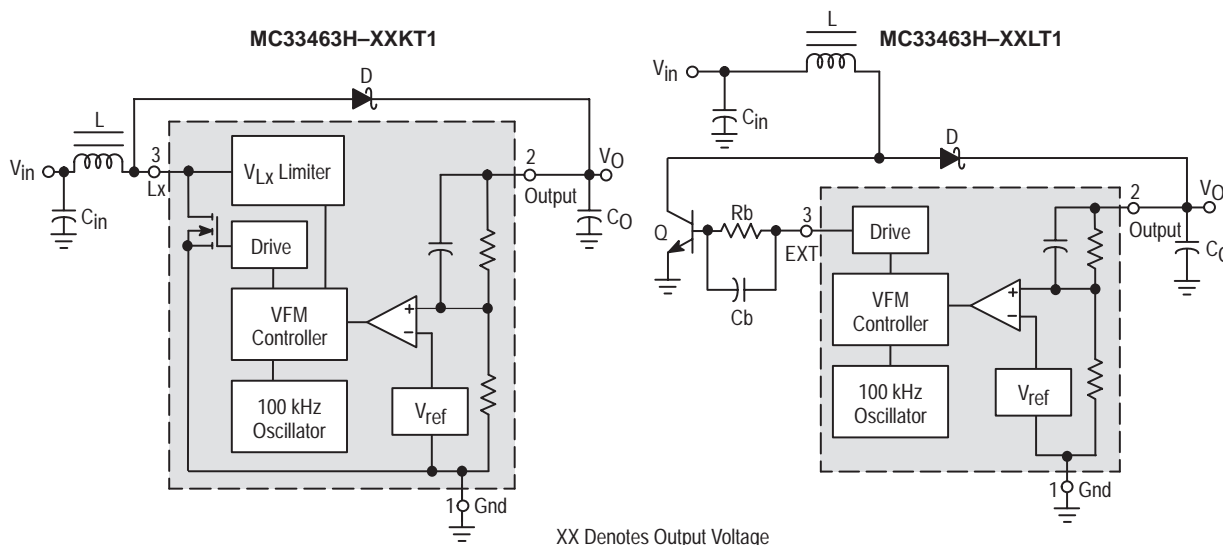 MC33463H–XXKT1
D
L
Vin
3
Lx
Cin
VLx Limiter
Drive
VFM
Controller
100 kHz
Oscillator
+
–
Vref
2
Output
VO
CO
1
Gnd
MC33463H–XXLT1
L
Vin
Cin
D
Q
Rb
Cb
3
EXT
Drive
VFM
Controller
100 kHz
Oscillator
+
–
Vref
2
Output
VO
CO
1
Gnd
XX Denotes Output Voltage